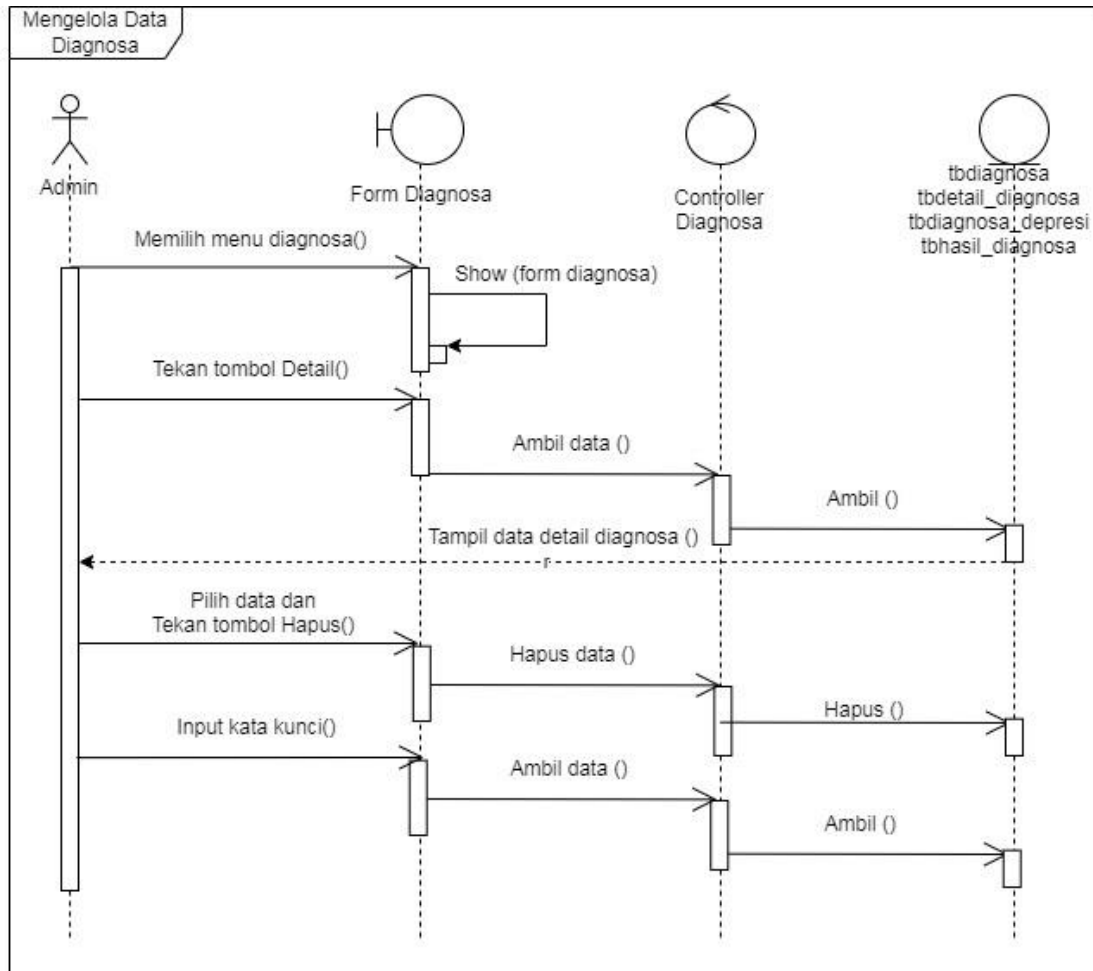 Mengelola Data
Diagnosa
Admin
Form Diagnosa
Controller
Diagnosa
tbdiagnosa
tbdetail_diagnosa
tbdiagnosa_depresi
tbhasil_diagnosa
Memilih menu diagnosa()
Show (form diagnosa)
Tekan tombol Detail()
Ambil data ()
Ambil ()
Tampil data detail diagnosa ()
r
Pilih data dan
Tekan tombol Hapus()
Hapus data ()
Hapus ()
Input kata kunci()
Ambil data ()
Ambil ()